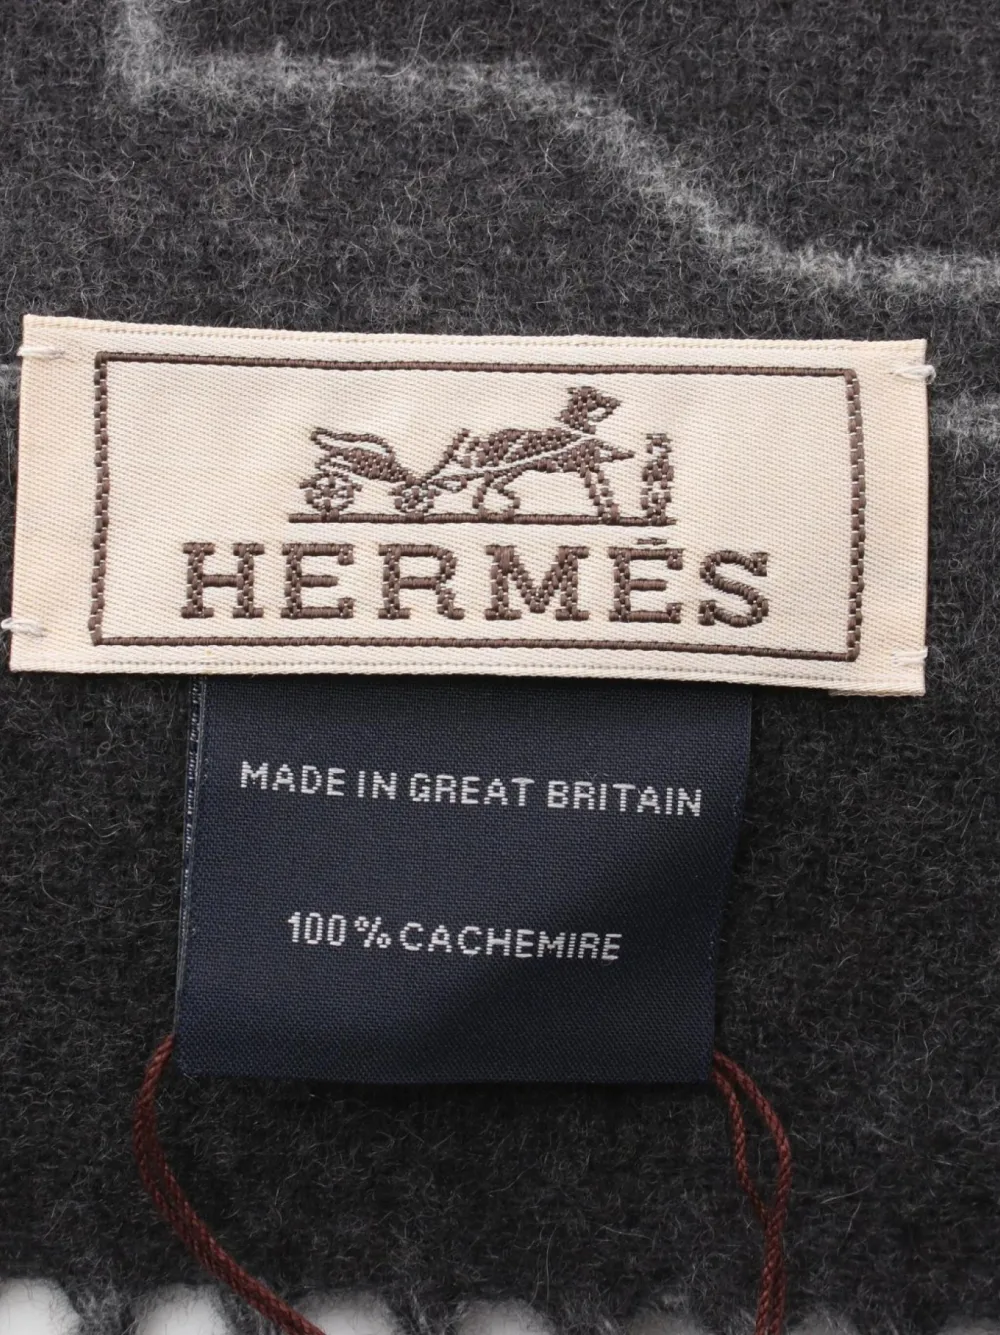 HERMÈS
MADE IN GREAT BRITAIN
100% CACHEMIRE